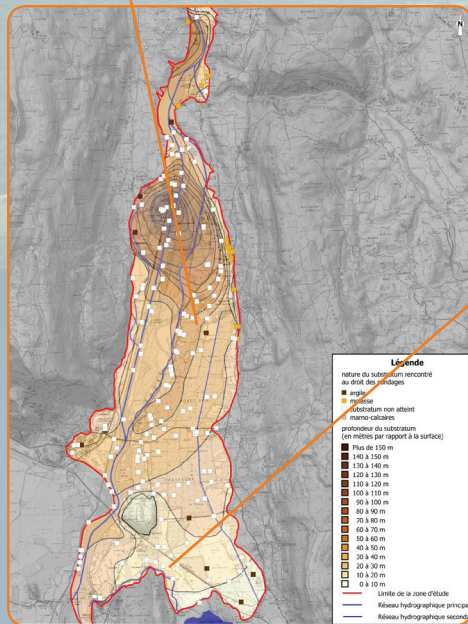 N
Légende
nature du substratum rencontré
au droit des sondages
argile
molasse
substratum non atteint
marno-calcaires
profondeur du substratum
(en mètres par rapport à la surface)
Plus de 150 m
140 à 150 m
130 à 140 m
120 à 130 m
110 à 120 m
100 à 110 m
90 à 100 m
80 à 90 m
70 à 80 m
60 à 70 m
50 à 60 m
40 à 50 m
30 à 40 m
20 à 30 m
10 à 20 m
0 à 10 m
Limite de la zone d'étude
Réseau hydrographique principa
Réseau hydrographique seconda